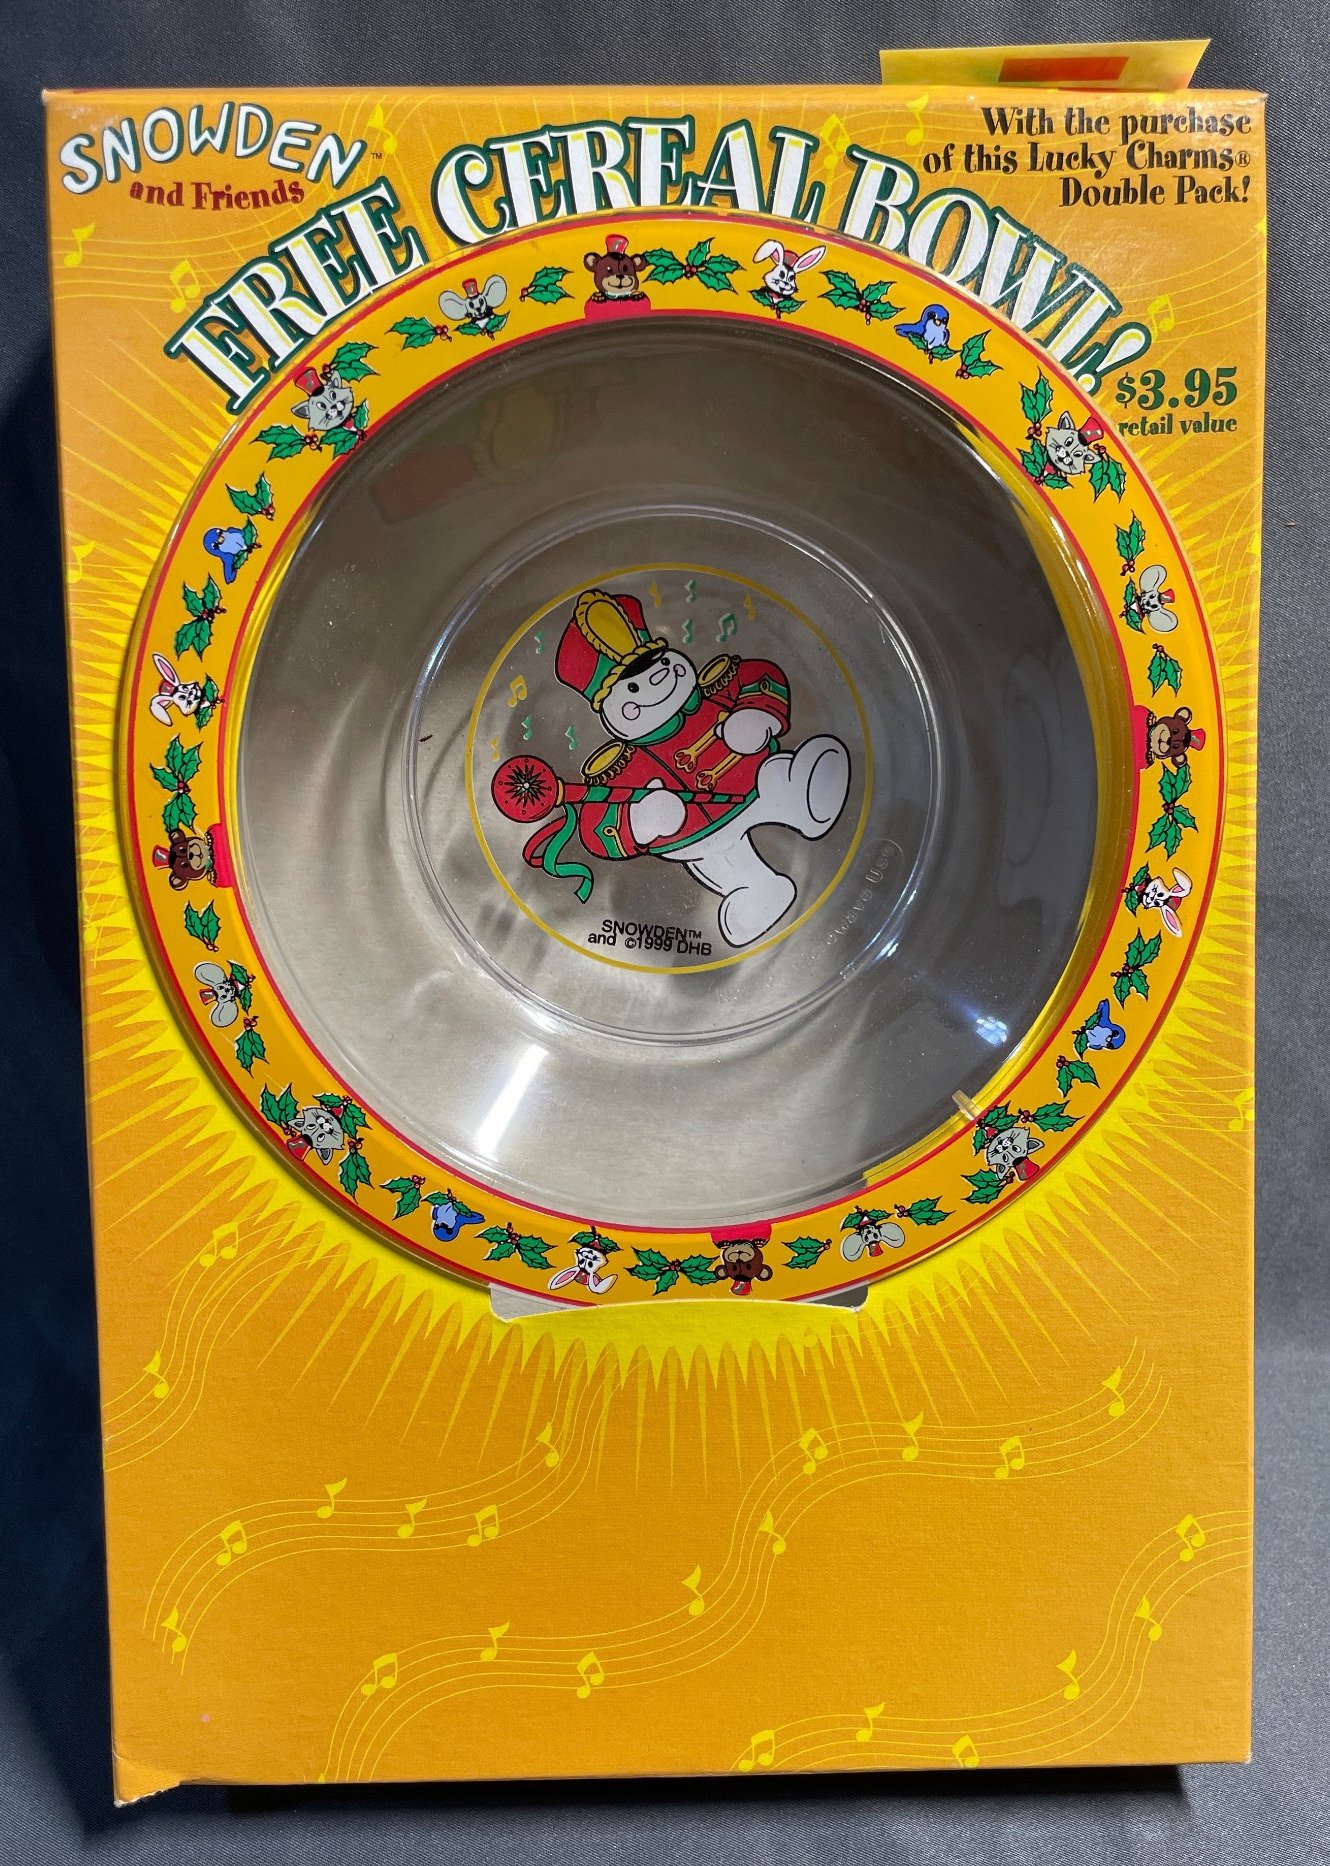 SNOWDEN™
and Friends
FREE CEREAL BOWL!
With the purchase
of this Lucky Charms®
Double Pack!
$3.95
retail value
SNOWDEN™
and ©1999 DHB